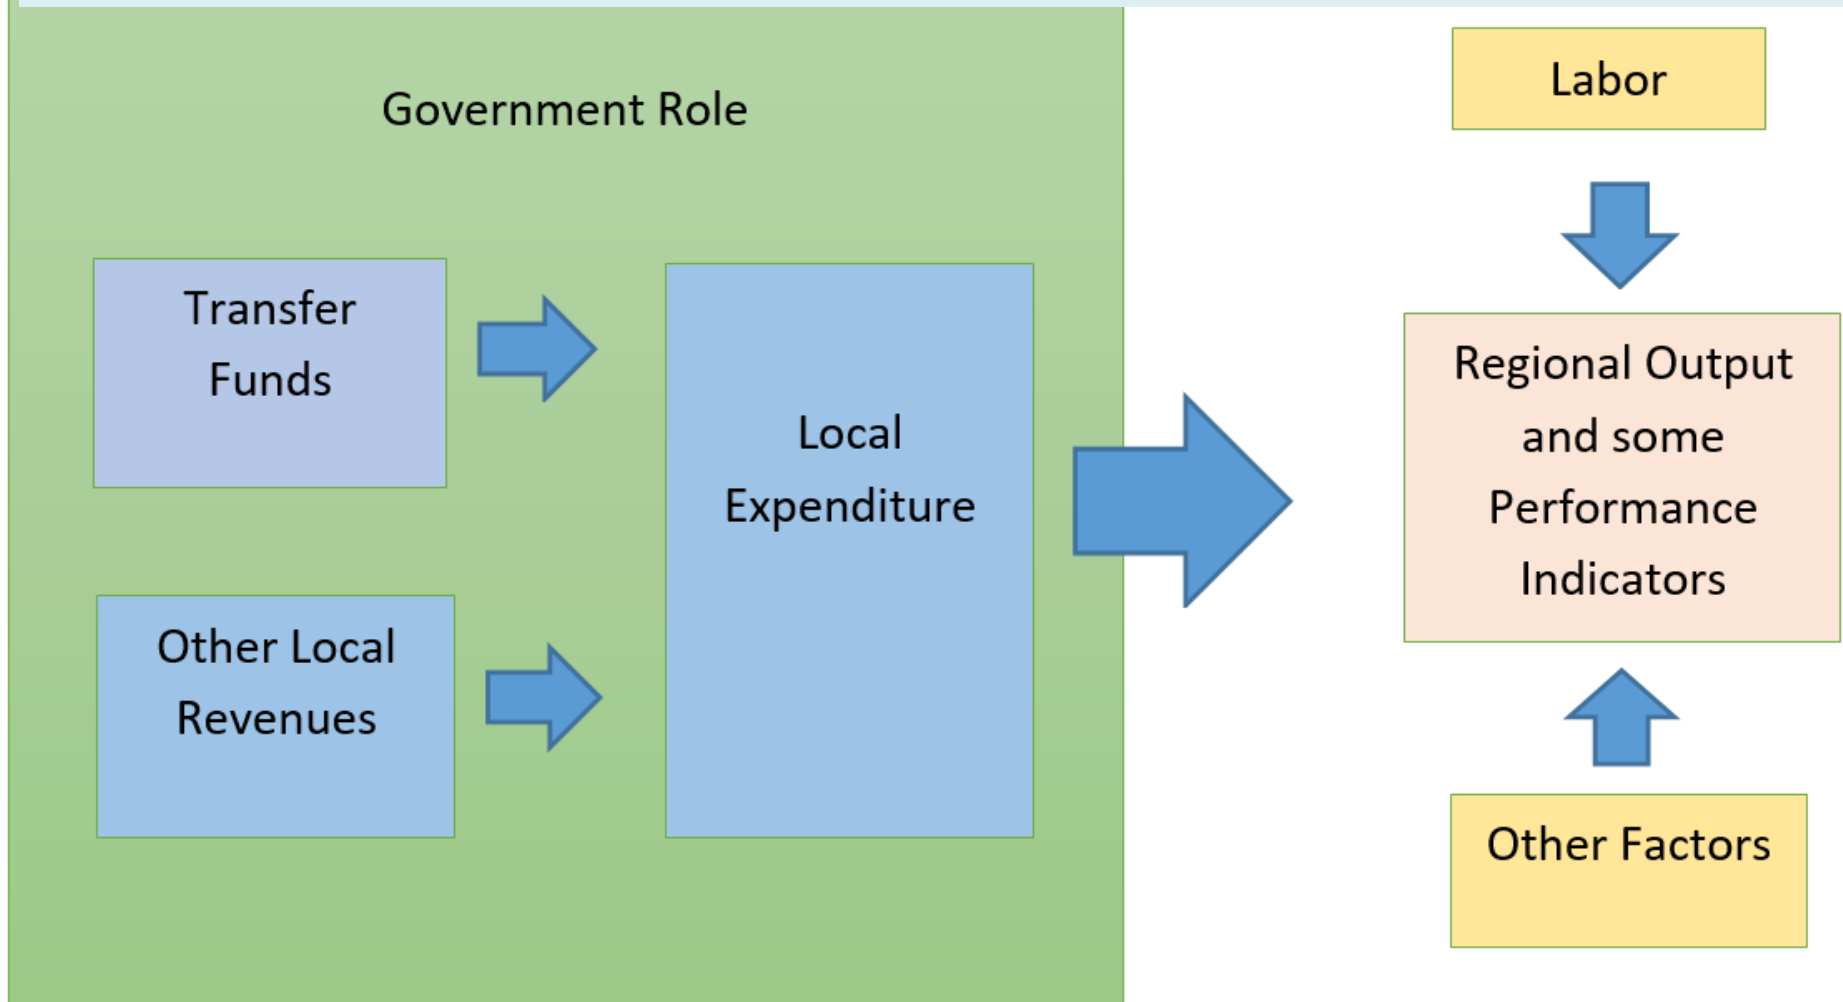 Government Role
Transfer
Funds
Other Local
Revenues
Local
Expenditure
Labor
Regional Output
and some
Performance
Indicators
Other Factors